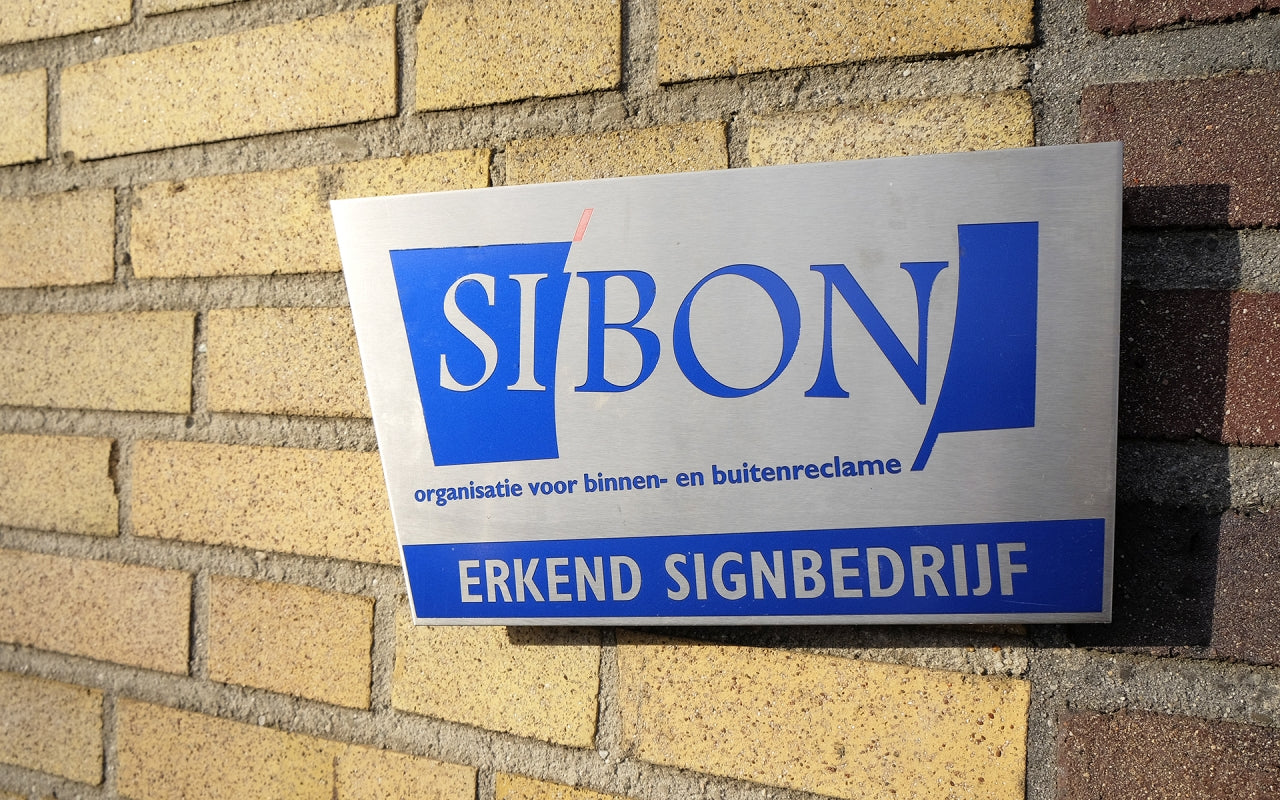 SIBON
organisatie voor binnen- en buitenreclame
ERKEND SIGNBEDRIJF